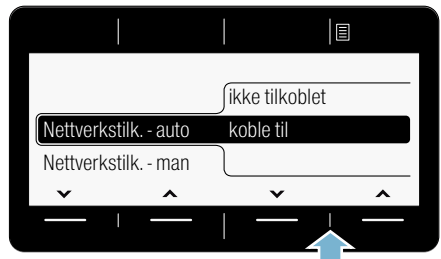 ikke tilkoblet
Nettverkstilk. - auto koble til
Nettverkstilk. - man